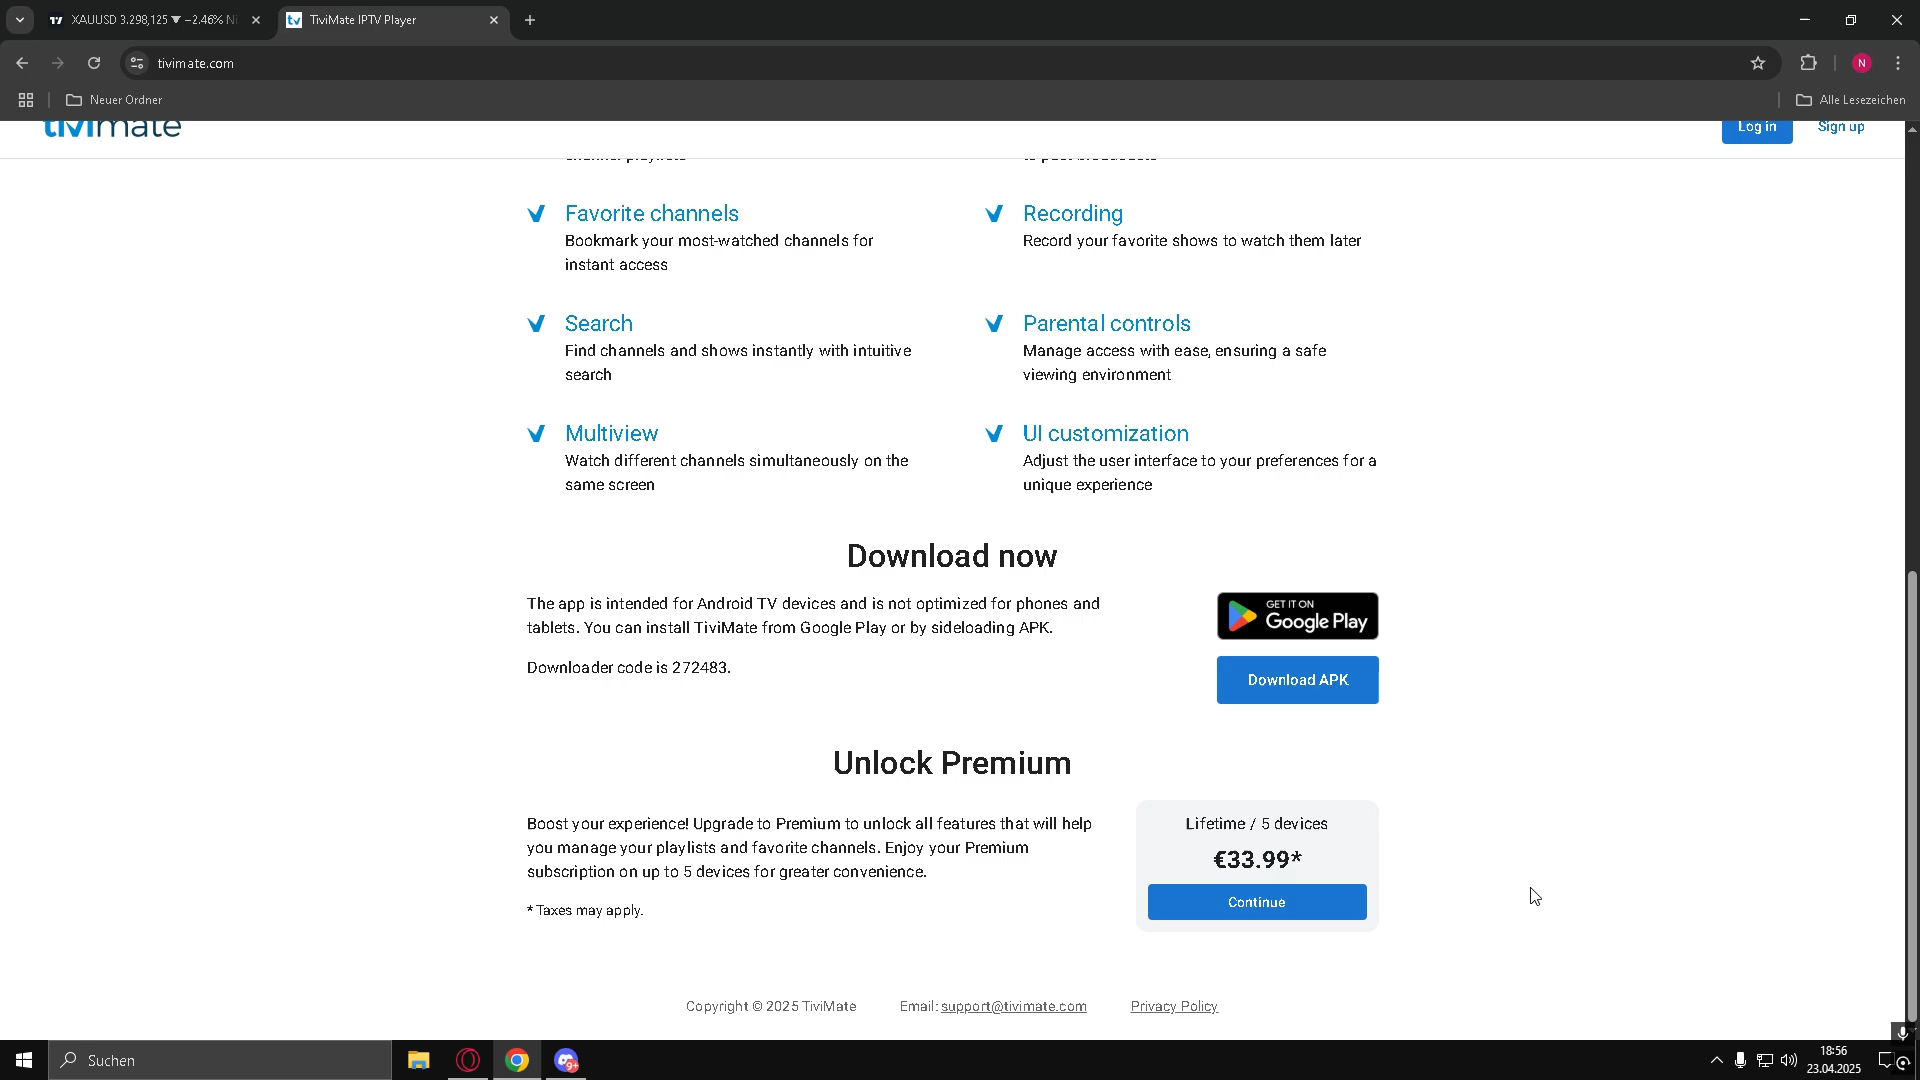 XAUUSD 3.298,125 ▼ −2.46% Ni
TiviMate IPTV Player
tivimate.com
N
Neuer Ordner
Alle Lesezeichen
tivimate
Log in
Sign up
channel playlists
to past broadcasts
Favorite channels
Bookmark your most-watched channels for
instant access
Recording
Record your favorite shows to watch them later
Search
Find channels and shows instantly with intuitive
search
Parental controls
Manage access with ease, ensuring a safe
viewing environment
Multiview
Watch different channels simultaneously on the
same screen
UI customization
Adjust the user interface to your preferences for a
unique experience
Download now
The app is intended for Android TV devices and is not optimized for phones and
tablets. You can install TiviMate from Google Play or by sideloading APK.
Downloader code is 272483.
GET IT ON
Google Play
Download APK
Unlock Premium
Boost your experience! Upgrade to Premium to unlock all features that will help
you manage your playlists and favorite channels. Enjoy your Premium
subscription on up to 5 devices for greater convenience.
* Taxes may apply.
Lifetime / 5 devices
€33.99*
Continue
Copyright © 2025 TiviMate
Email: support@tivimate.com
Privacy Policy
Suchen
9+
18:56
23.04.2025